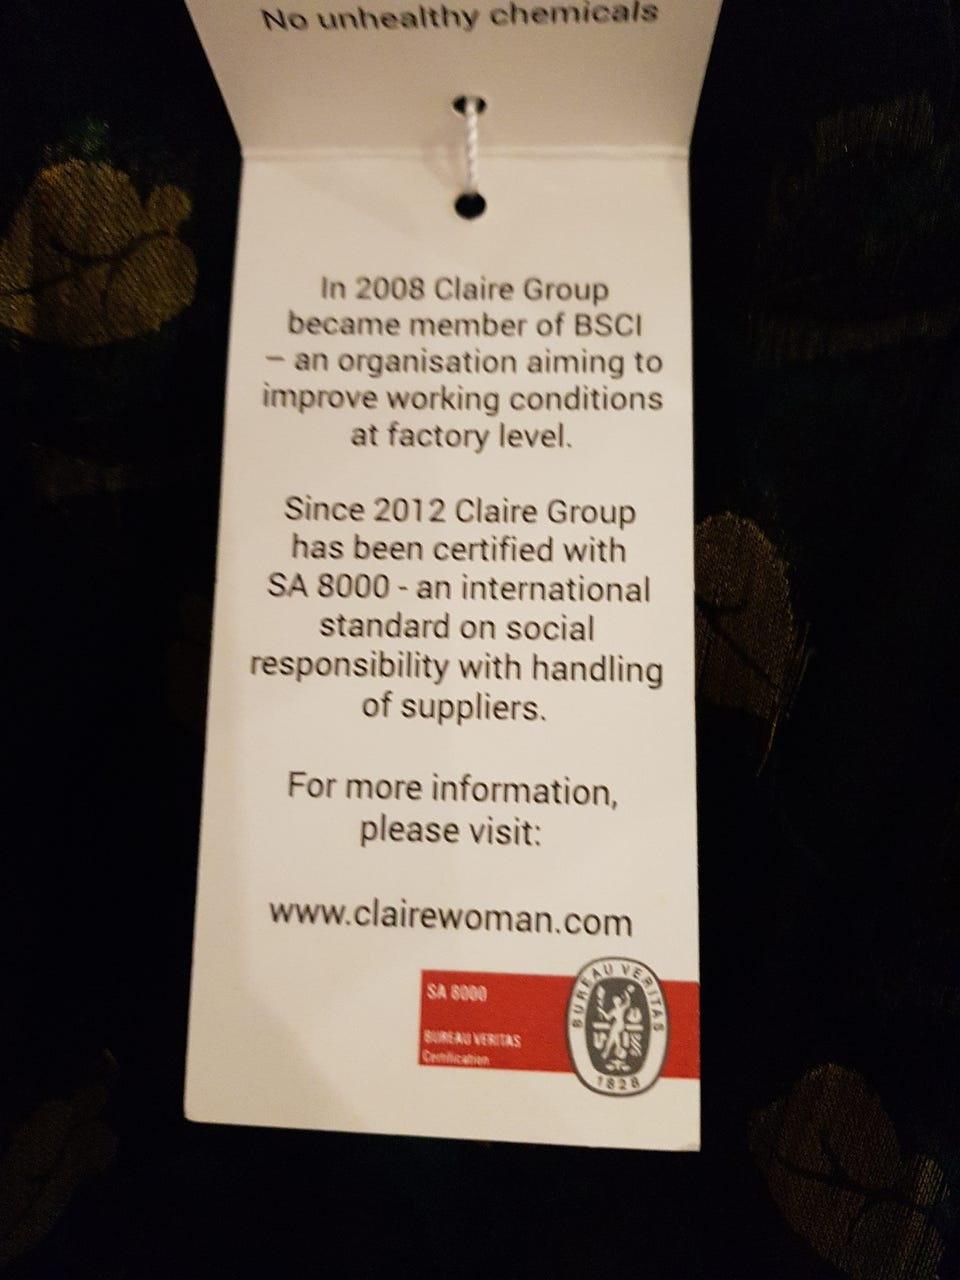 No unhealthy chemicals
In 2008 Claire Group
became member of BSCI
– an organisation aiming to
improve working conditions
at factory level.
Since 2012 Claire Group
has been certified with
SA 8000 - an international
standard on social
responsibility with handling
of suppliers.
For more information,
please visit:
www.clairewoman.com
SA 8000
BUREAU VERITAS
Certification
BUREAU VERITAS
1828